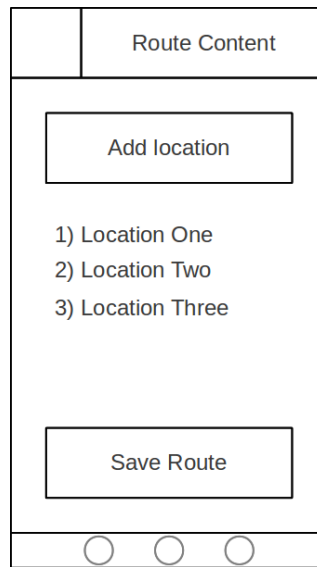 Route Content
Add location
1) Location One
2) Location Two
3) Location Three
Save Route